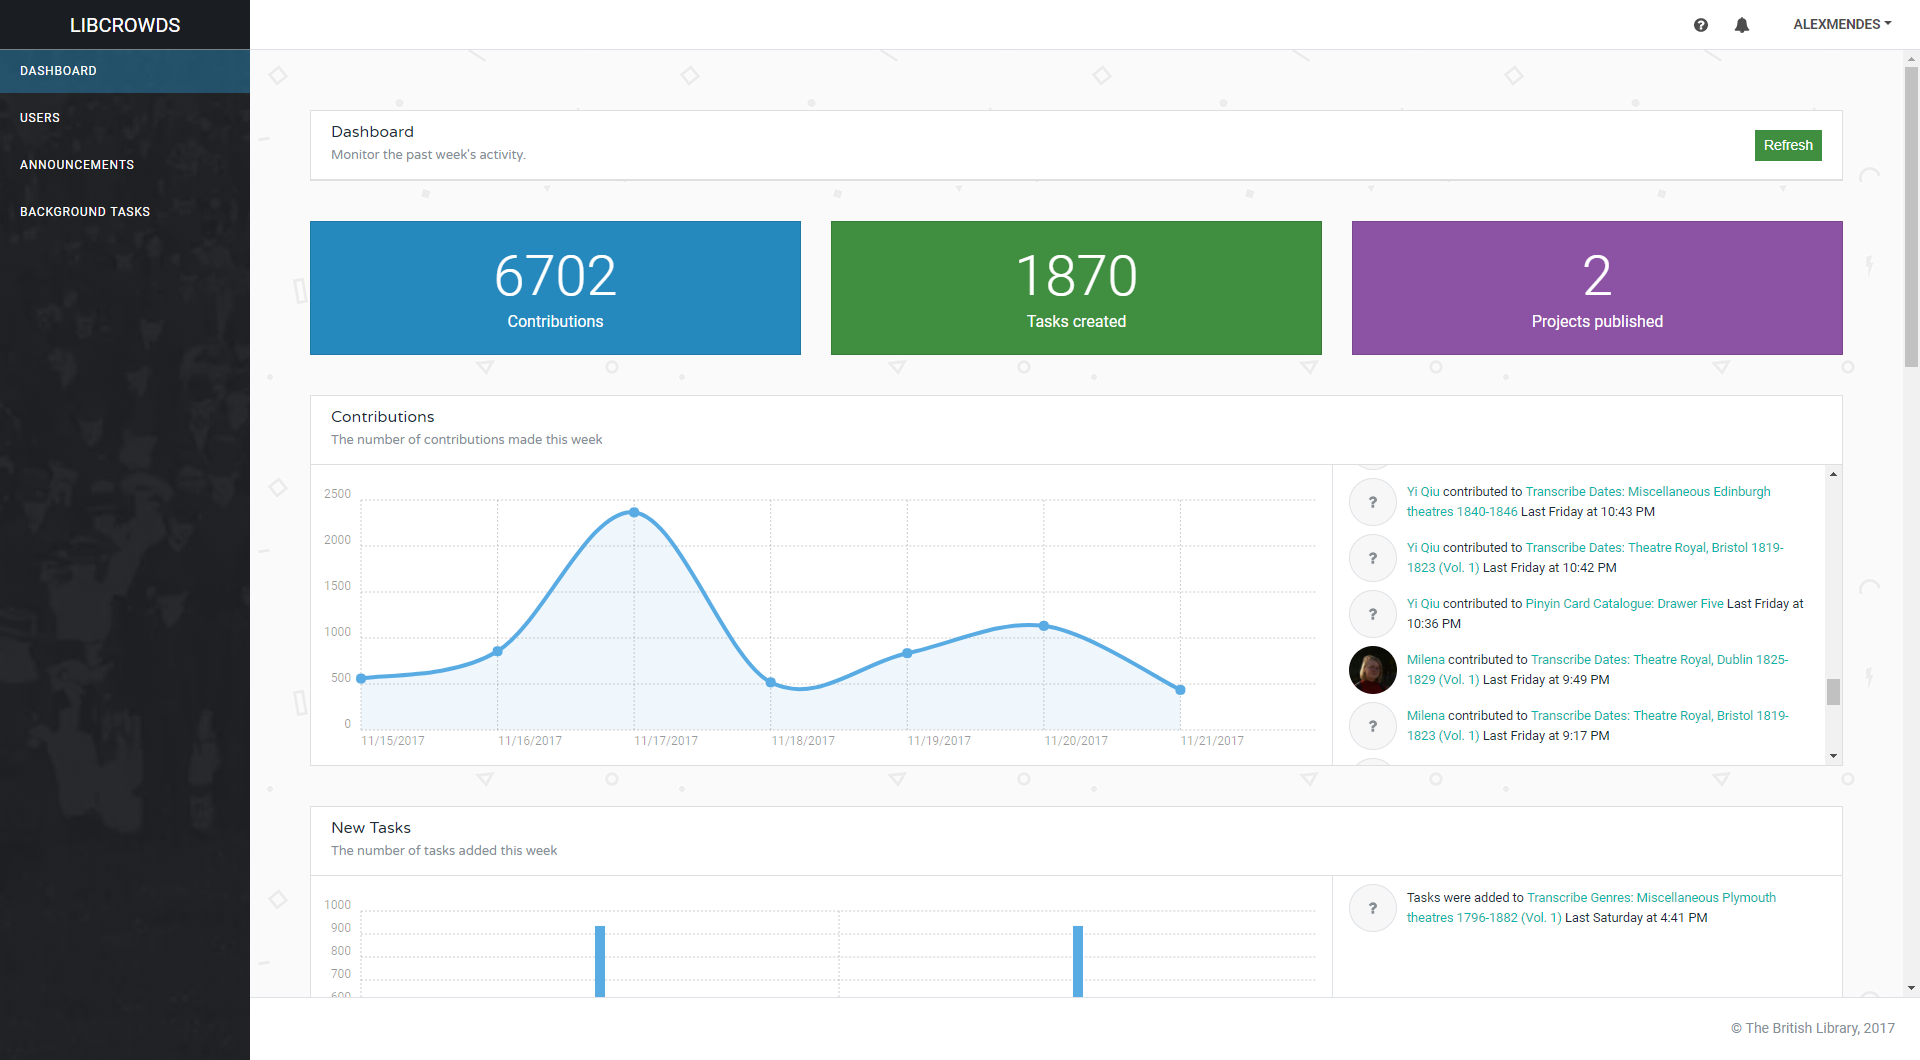 LIBCROWDS
ALEXMENDES
DASHBOARD
USERS
ANNOUNCEMENTS
BACKGROUND TASKS
Dashboard
Monitor the past week's activity.
Refresh
6702
Contributions
1870
Tasks created
2
Projects published
Contributions
The number of contributions made this week
2500
2000
1500
1000
500
0
11/15/2017
11/16/2017
11/17/2017
11/18/2017
11/19/2017
11/20/2017
11/21/2017
?
Yi Qiu contributed to Transcribe Dates: Miscellaneous Edinburgh
theatres 1840-1846 Last Friday at 10:43 PM
?
Yi Qiu contributed to Transcribe Dates: Theatre Royal, Bristol 1819-
1823 (Vol. 1) Last Friday at 10:42 PM
?
Yi Qiu contributed to Pinyin Card Catalogue: Drawer Five Last Friday at
10:36 PM
Milena contributed to Transcribe Dates: Theatre Royal, Dublin 1825-
1829 (Vol. 1) Last Friday at 9:49 PM
?
Milena contributed to Transcribe Dates: Theatre Royal, Bristol 1819-
1823 (Vol. 1) Last Friday at 9:17 PM
New Tasks
The number of tasks added this week
1000
900
800
700
600
?
Tasks were added to Transcribe Genres: Miscellaneous Plymouth
theatres 1796-1882 (Vol. 1) Last Saturday at 4:41 PM
© The British Library, 2017